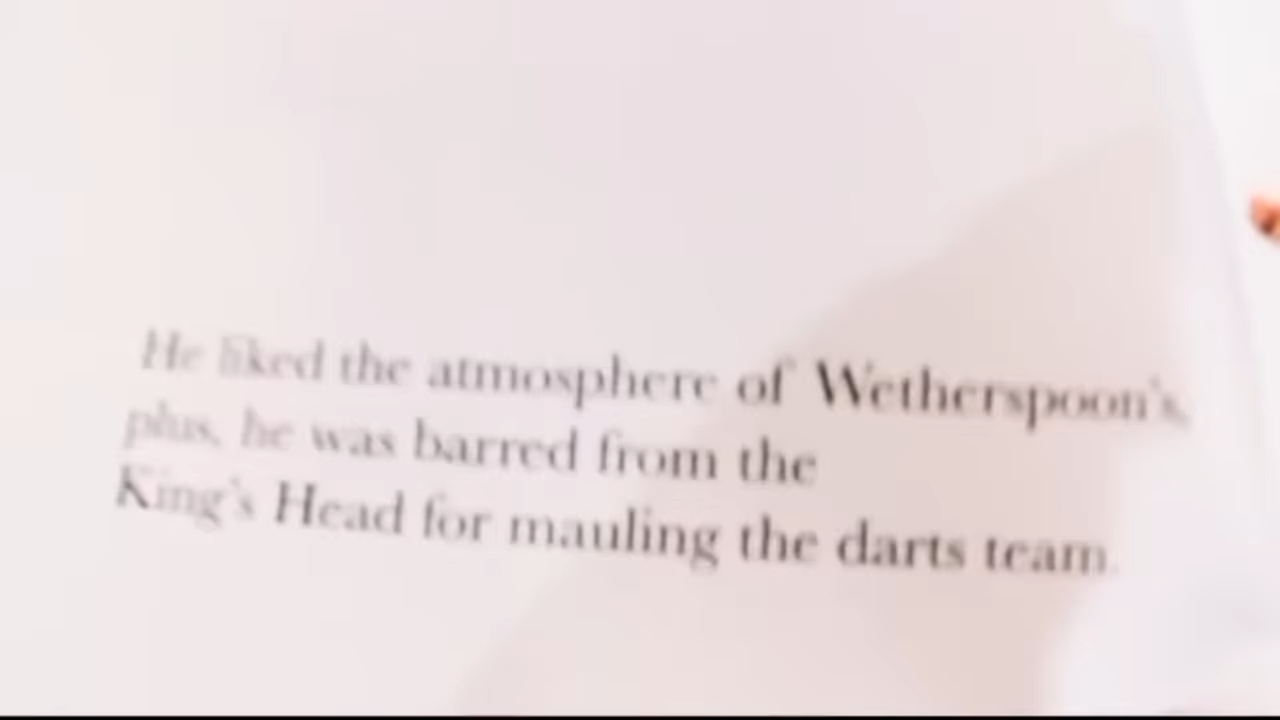 He liked the atmosphere of Wetherspoon's,
plus, he was barred from the
King's Head for mauling the darts team.